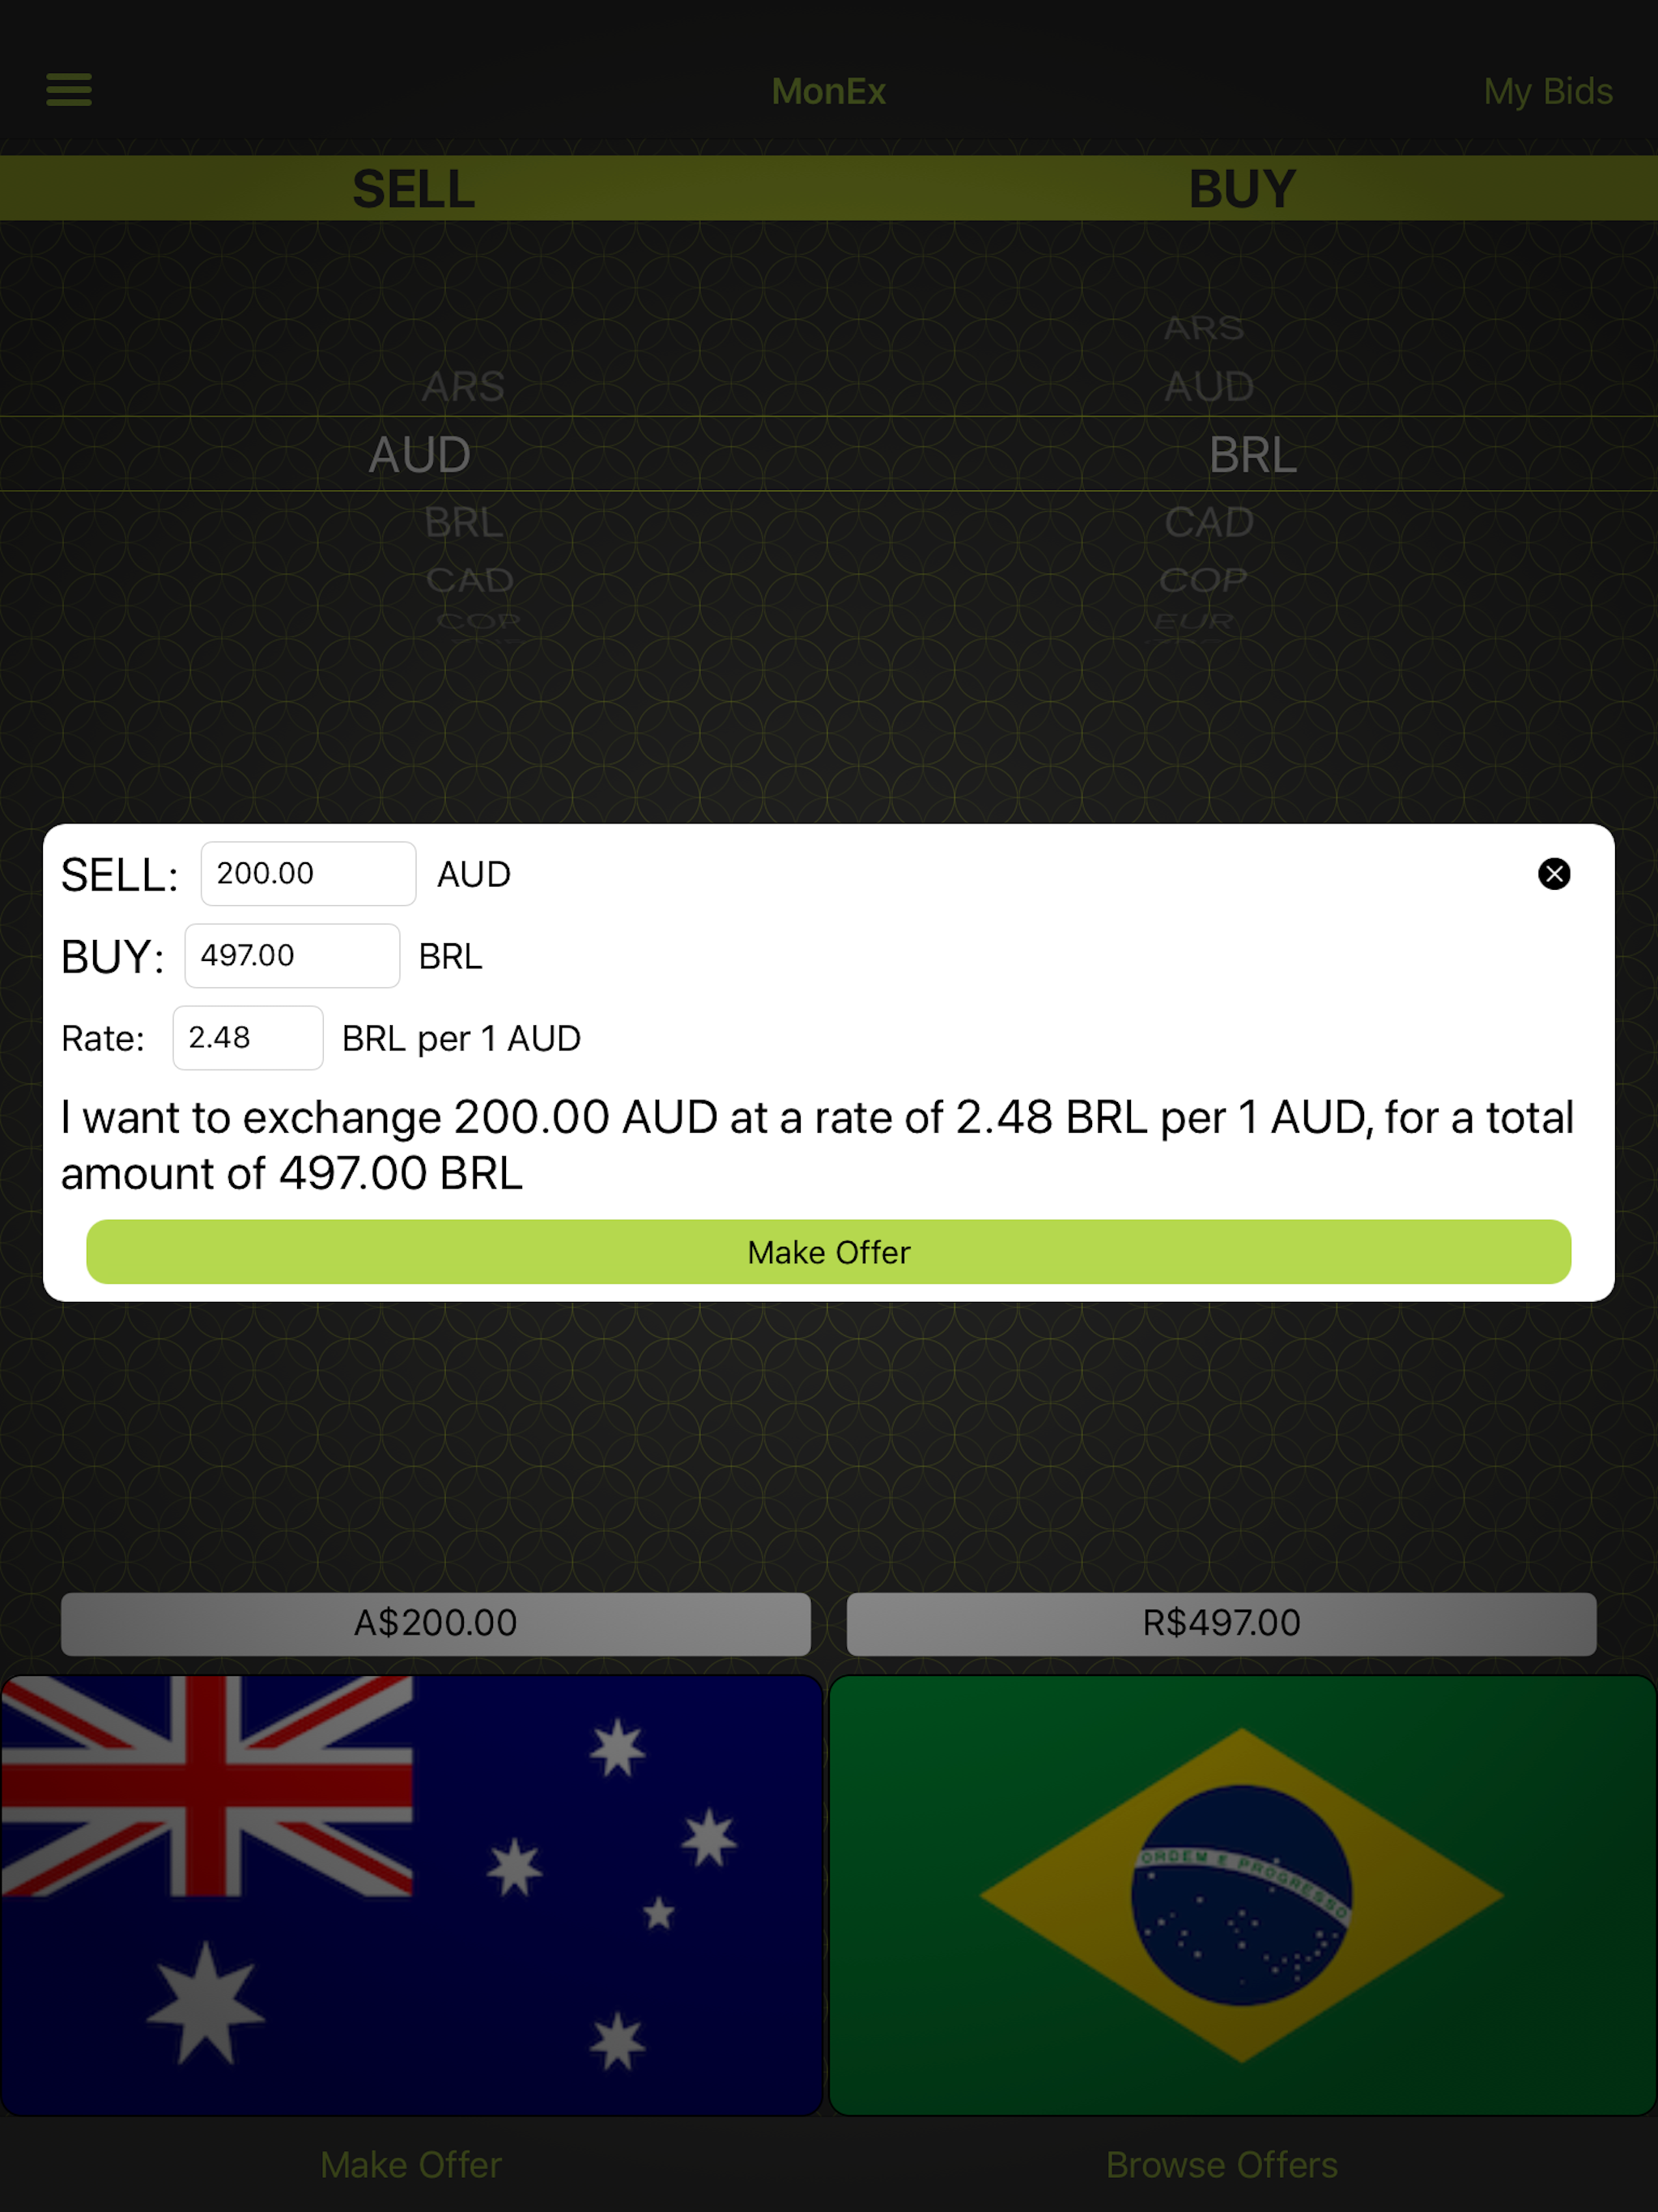 MonEx
My Bids
SELL
BUY
ARS
ARS
AUD
AUD
BRL
BRL
CAD
CAD
COP
COP
EUR
SELL: 200.00 AUD
BUY: 497.00 BRL
Rate: 2.48 BRL per 1 AUD
I want to exchange 200.00 AUD at a rate of 2.48 BRL per 1 AUD, for a total
amount of 497.00 BRL
Make Offer
A$200.00
R$497.00
ORDEM E PROGRESSO
Make Offer
Browse Offers